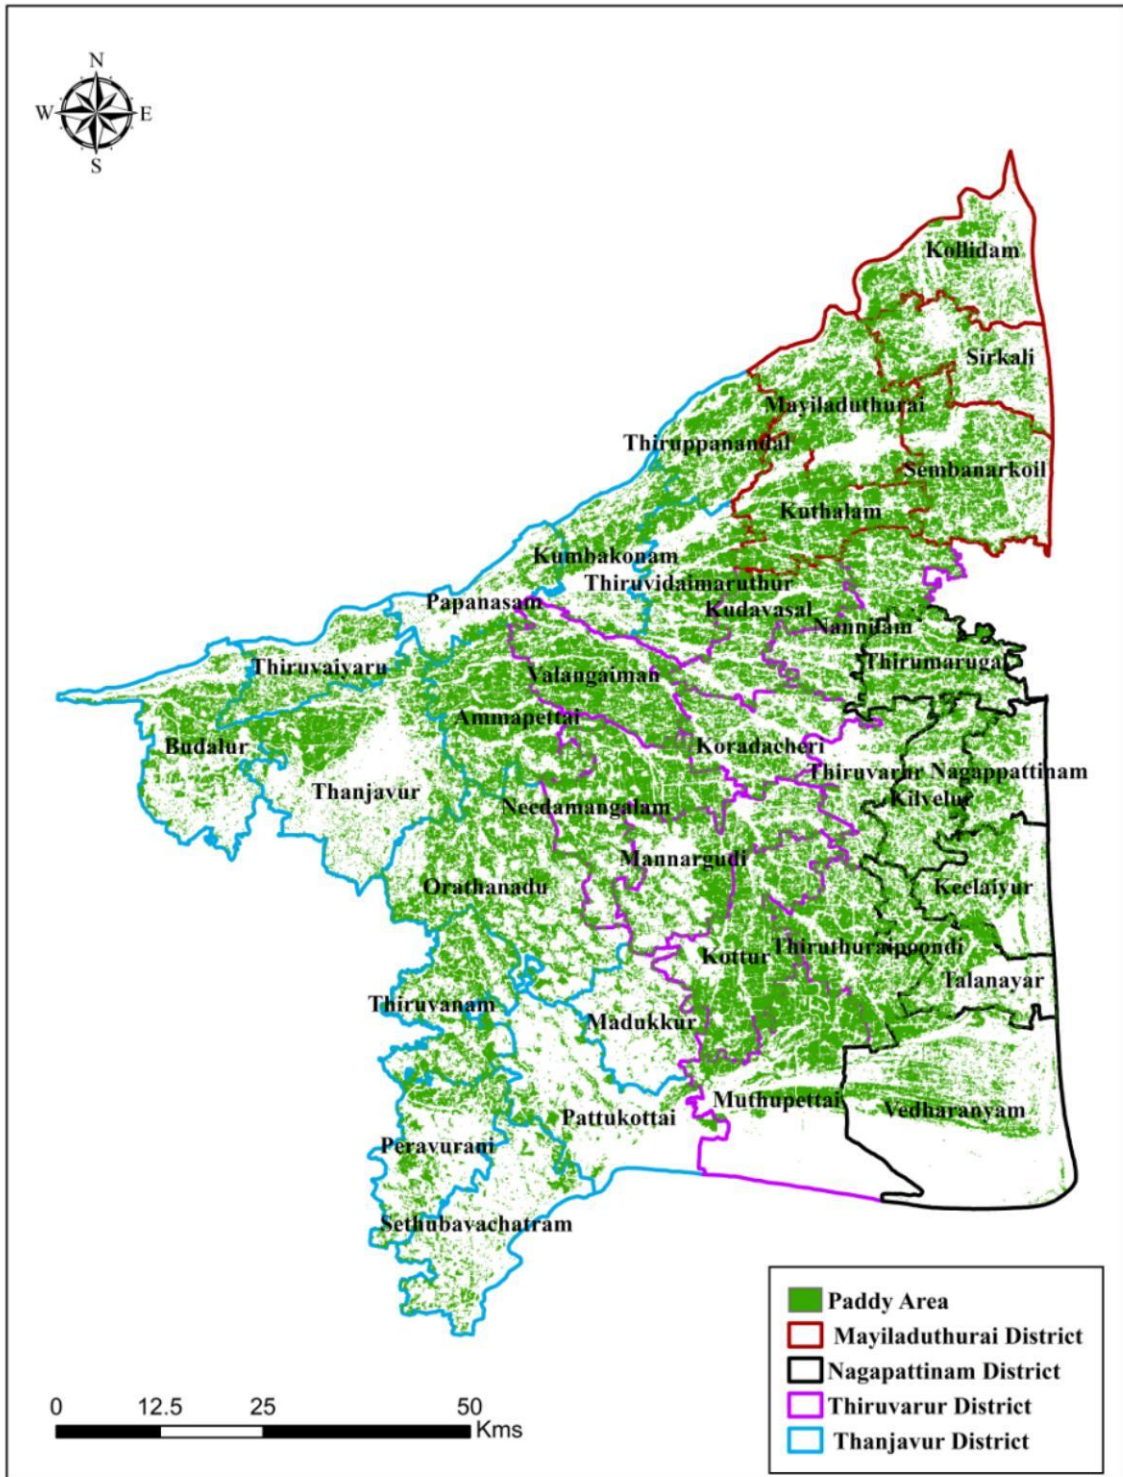 N
W E
S
Kollidam
Sirkali
Mayiladuthurai
Thiruppanandal
Sembanarkoil
Kuthalam
Kumbakonam
Thiruvidaimaruthur
Papanasam
Kudavasal
Nannilam
Thiruvaiyaru
Valangaiman
Thirumarugal
Ammapettai
Budalur
Koradacheri
Thanjavur
Thiruvarur Nagappattinam
Needamangalam
Kilvelur
Mannargudi
Orathanadu
Keelaiyur
Kottur
Thiruthuraipoondi
Talanayar
Thiruvanam
Madukkur
Muthupettai
Vedharanyam
Pattukottai
Peravurani
Sethubavachatram
Paddy Area
Mayiladuthurai District
Nagapattinam District
Thiruvarur District
Thanjavur District
0 12.5 25 50
Kms